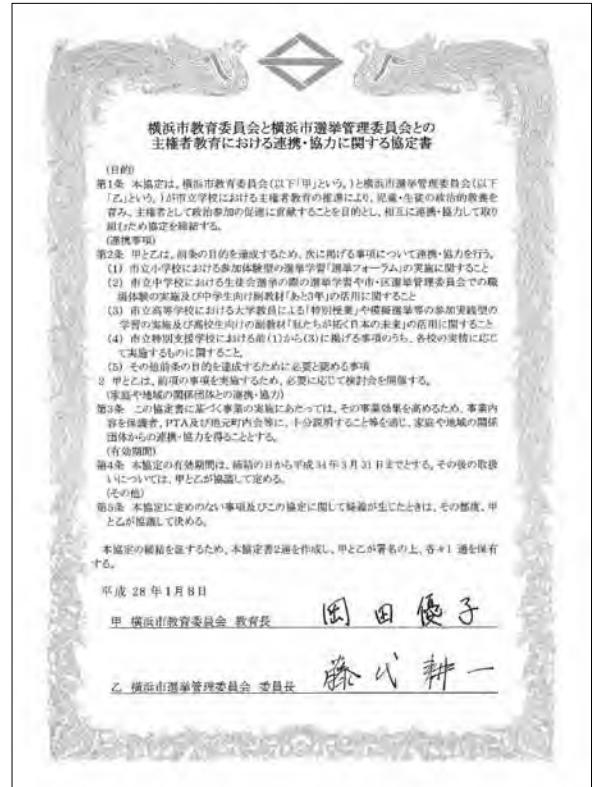 横浜市教育委員会と横浜市選挙管理委員会との
主権者教育における連携・協力に関する協定書
(目的)
第1条 本協定は、横浜市教育委員会(以下「甲」という。)と横浜市選挙管理委員会(以下
「乙」という。)が市立学校における主権者教育の推進により、児童・生徒の政治的教養を
育み、主権者として政治参加の促進に貢献することを目的とし、相互に連携・協力して取り
組むため協定を締結する。
(連携事項)
第2条 甲と乙は、前条の目的を達成するため、次に掲げる事項について連携・協力を行う。
(1) 市立小学校における参加体験型の選挙学習「選挙フォーラム」の実施に関すること
(2) 市立中学校における生徒会選挙の際の選挙学習や市・区選挙管理委員会での職
場体験の実施及び中学生向け副教材「あと3年」の活用に関すること
(3) 市立高等学校における大学教員による「特別授業」や模擬選挙等の参加実践型の
学習の実施及び高校生向けの副教材「私たちが拓く日本の未来」の活用に関すること
(4) 市立特別支援学校における前(1)から(3)に掲げる事項のうち、各校の実情に応じ
て実施するものに関すること。
(5) その他前条の目的を達成するために必要と認める事項
2 甲と乙は、前項の事項を実施するため、必要に応じて検討会を開催する。
(家庭や地域の関係団体との連携・協力)
第3条 この協定書に基づく事業の実施にあたっては、その事業効果を高めるため、事業内
容を保護者、PTA及び地元町内会等に、十分説明すること等を通じ、家庭や地域の関係
団体からの連携・協力を得ることとする。
(有効期間)
第4条 本協定の有効期間は、締結の日から平成34年3月31日までとする。その後の取扱
いについては、甲と乙が協議して定める。
(その他)
第5条 本協定に定めのない事項及びこの協定に関して疑義が生じたときは、その都度、甲
と乙が協議して決める。
本協定の締結を証するため、本協定書2通を作成し、甲と乙が署名の上、各々1通を保有
する。
平成 28年1月8日
甲 横浜市教育委員会 教育長 岡田優子
乙 横浜市選挙管理委員会 委員長 藤代耕一